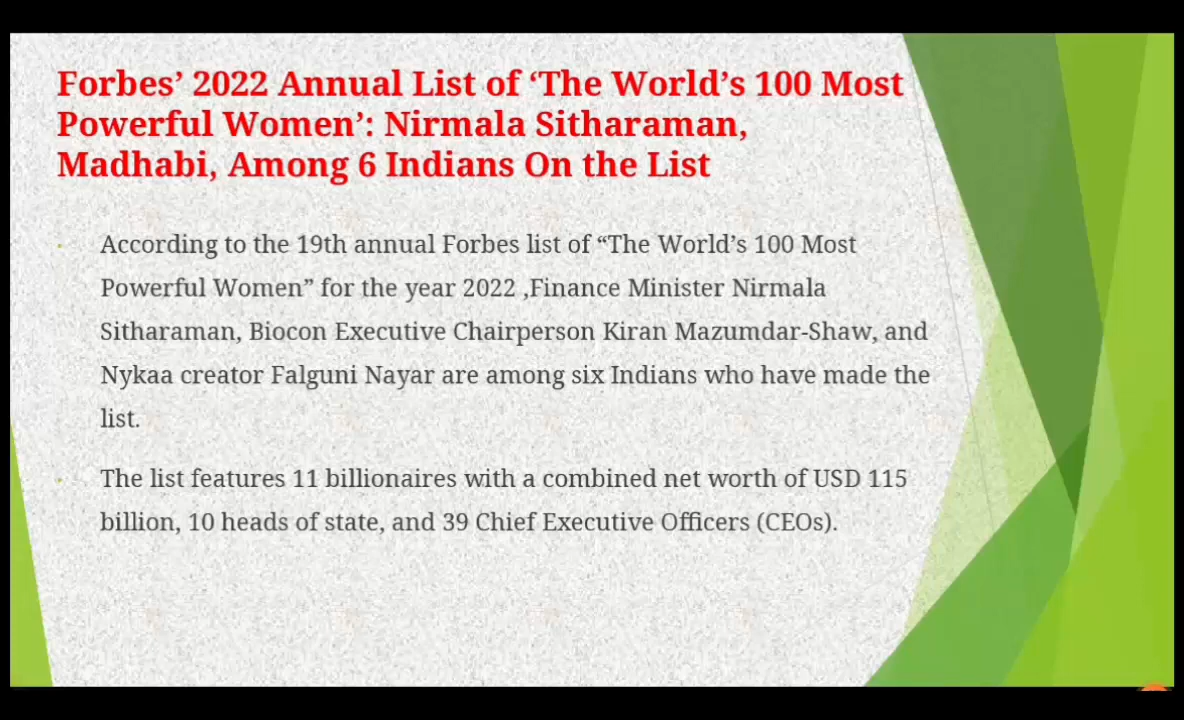 Forbes’ 2022 Annual List of ‘The World’s 100 Most
Powerful Women’: Nirmala Sitharaman,
Madhabi, Among 6 Indians On the List
According to the 19th annual Forbes list of “The World’s 100 Most
Powerful Women” for the year 2022 ,Finance Minister Nirmala
Sitharaman, Biocon Executive Chairperson Kiran Mazumdar-Shaw, and
Nykaa creator Falguni Nayar are among six Indians who have made the
list.
The list features 11 billionaires with a combined net worth of USD 115
billion, 10 heads of state, and 39 Chief Executive Officers (CEOs).